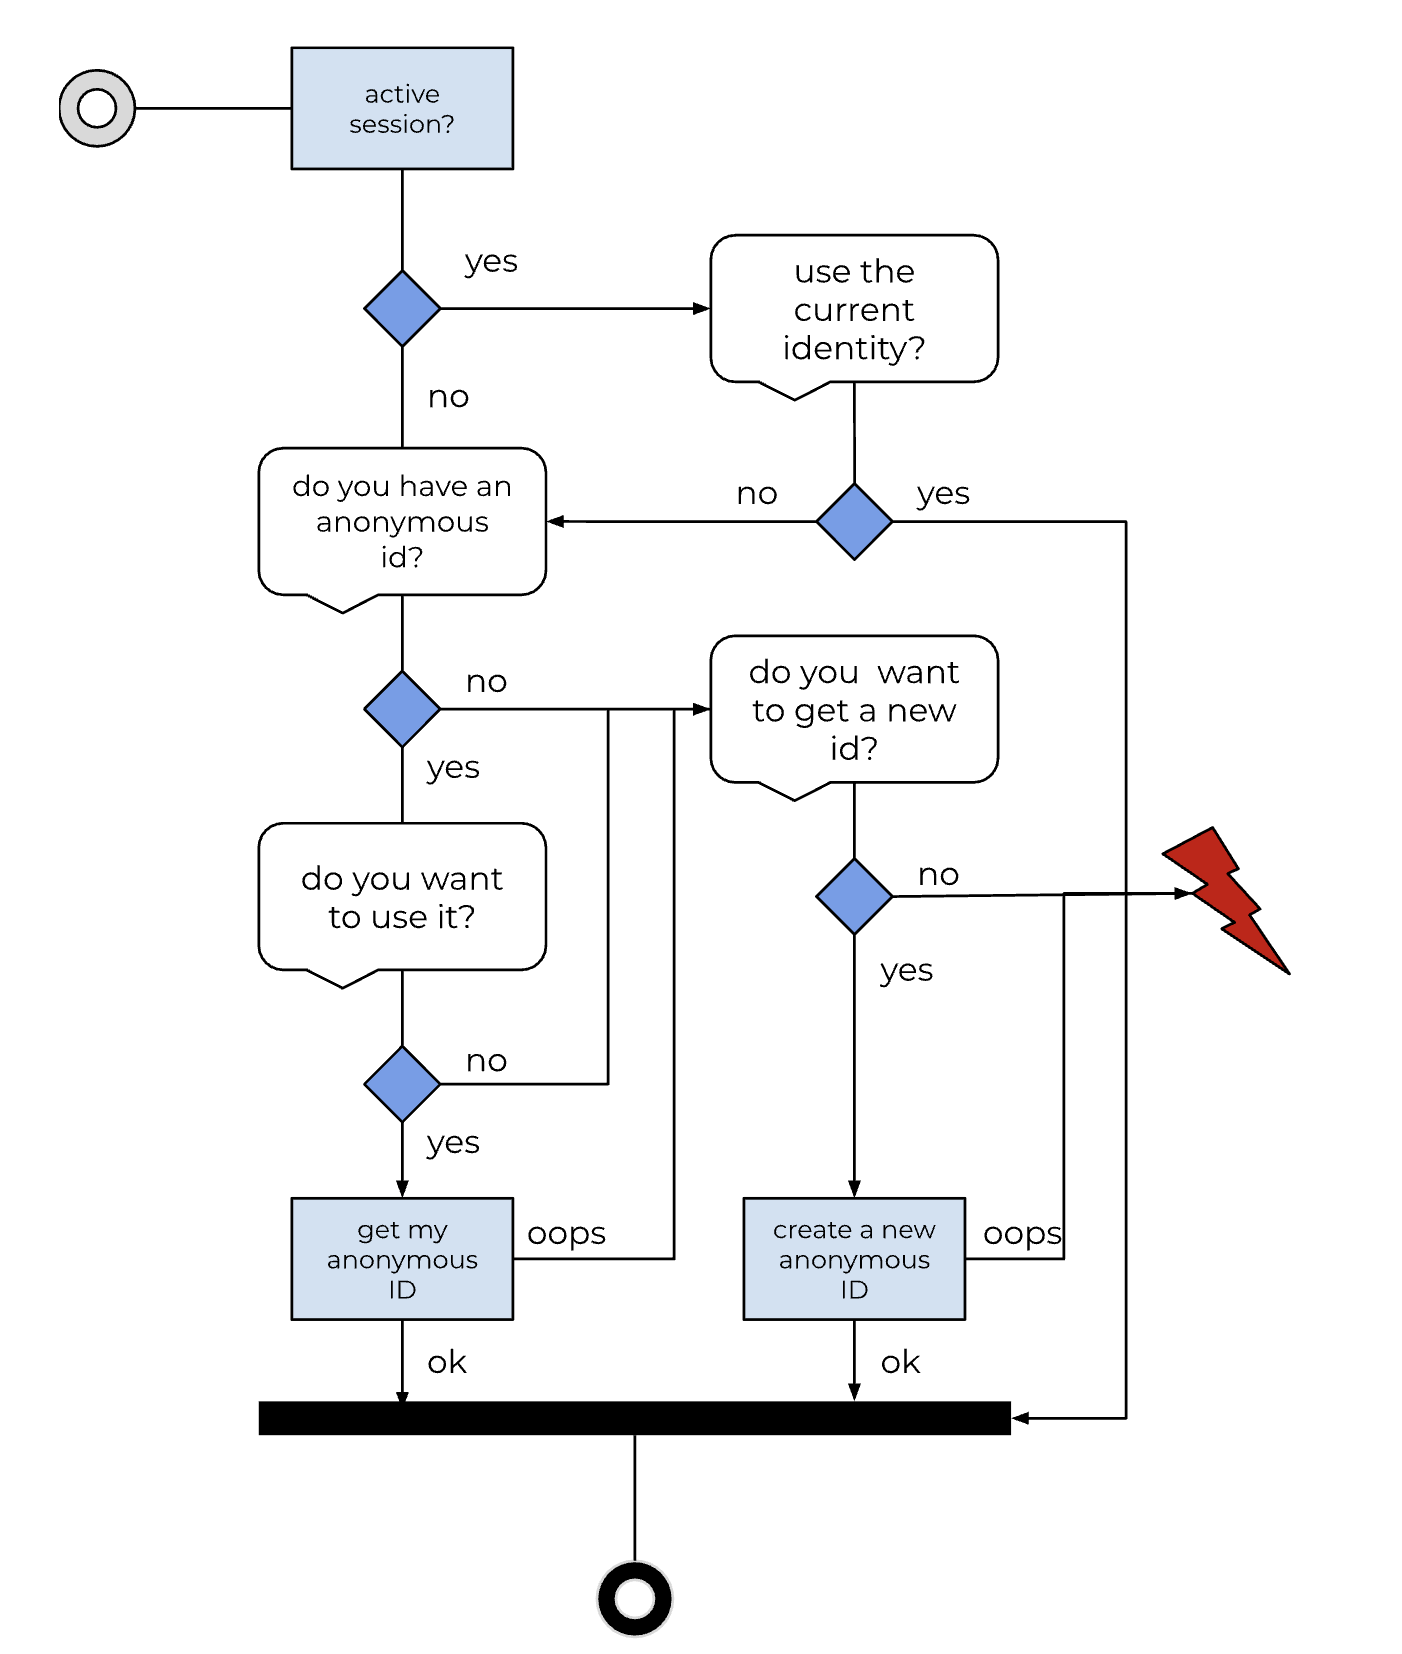 active
session?
yes
use the
current
identity?
no
do you have an
anonymous
id?
no
yes
no
do you  want
to get a new
id?
yes
do you want
to use it?
no
yes
no
yes
get my
anonymous
ID
oops
create a new
anonymous
ID
oops
ok
ok